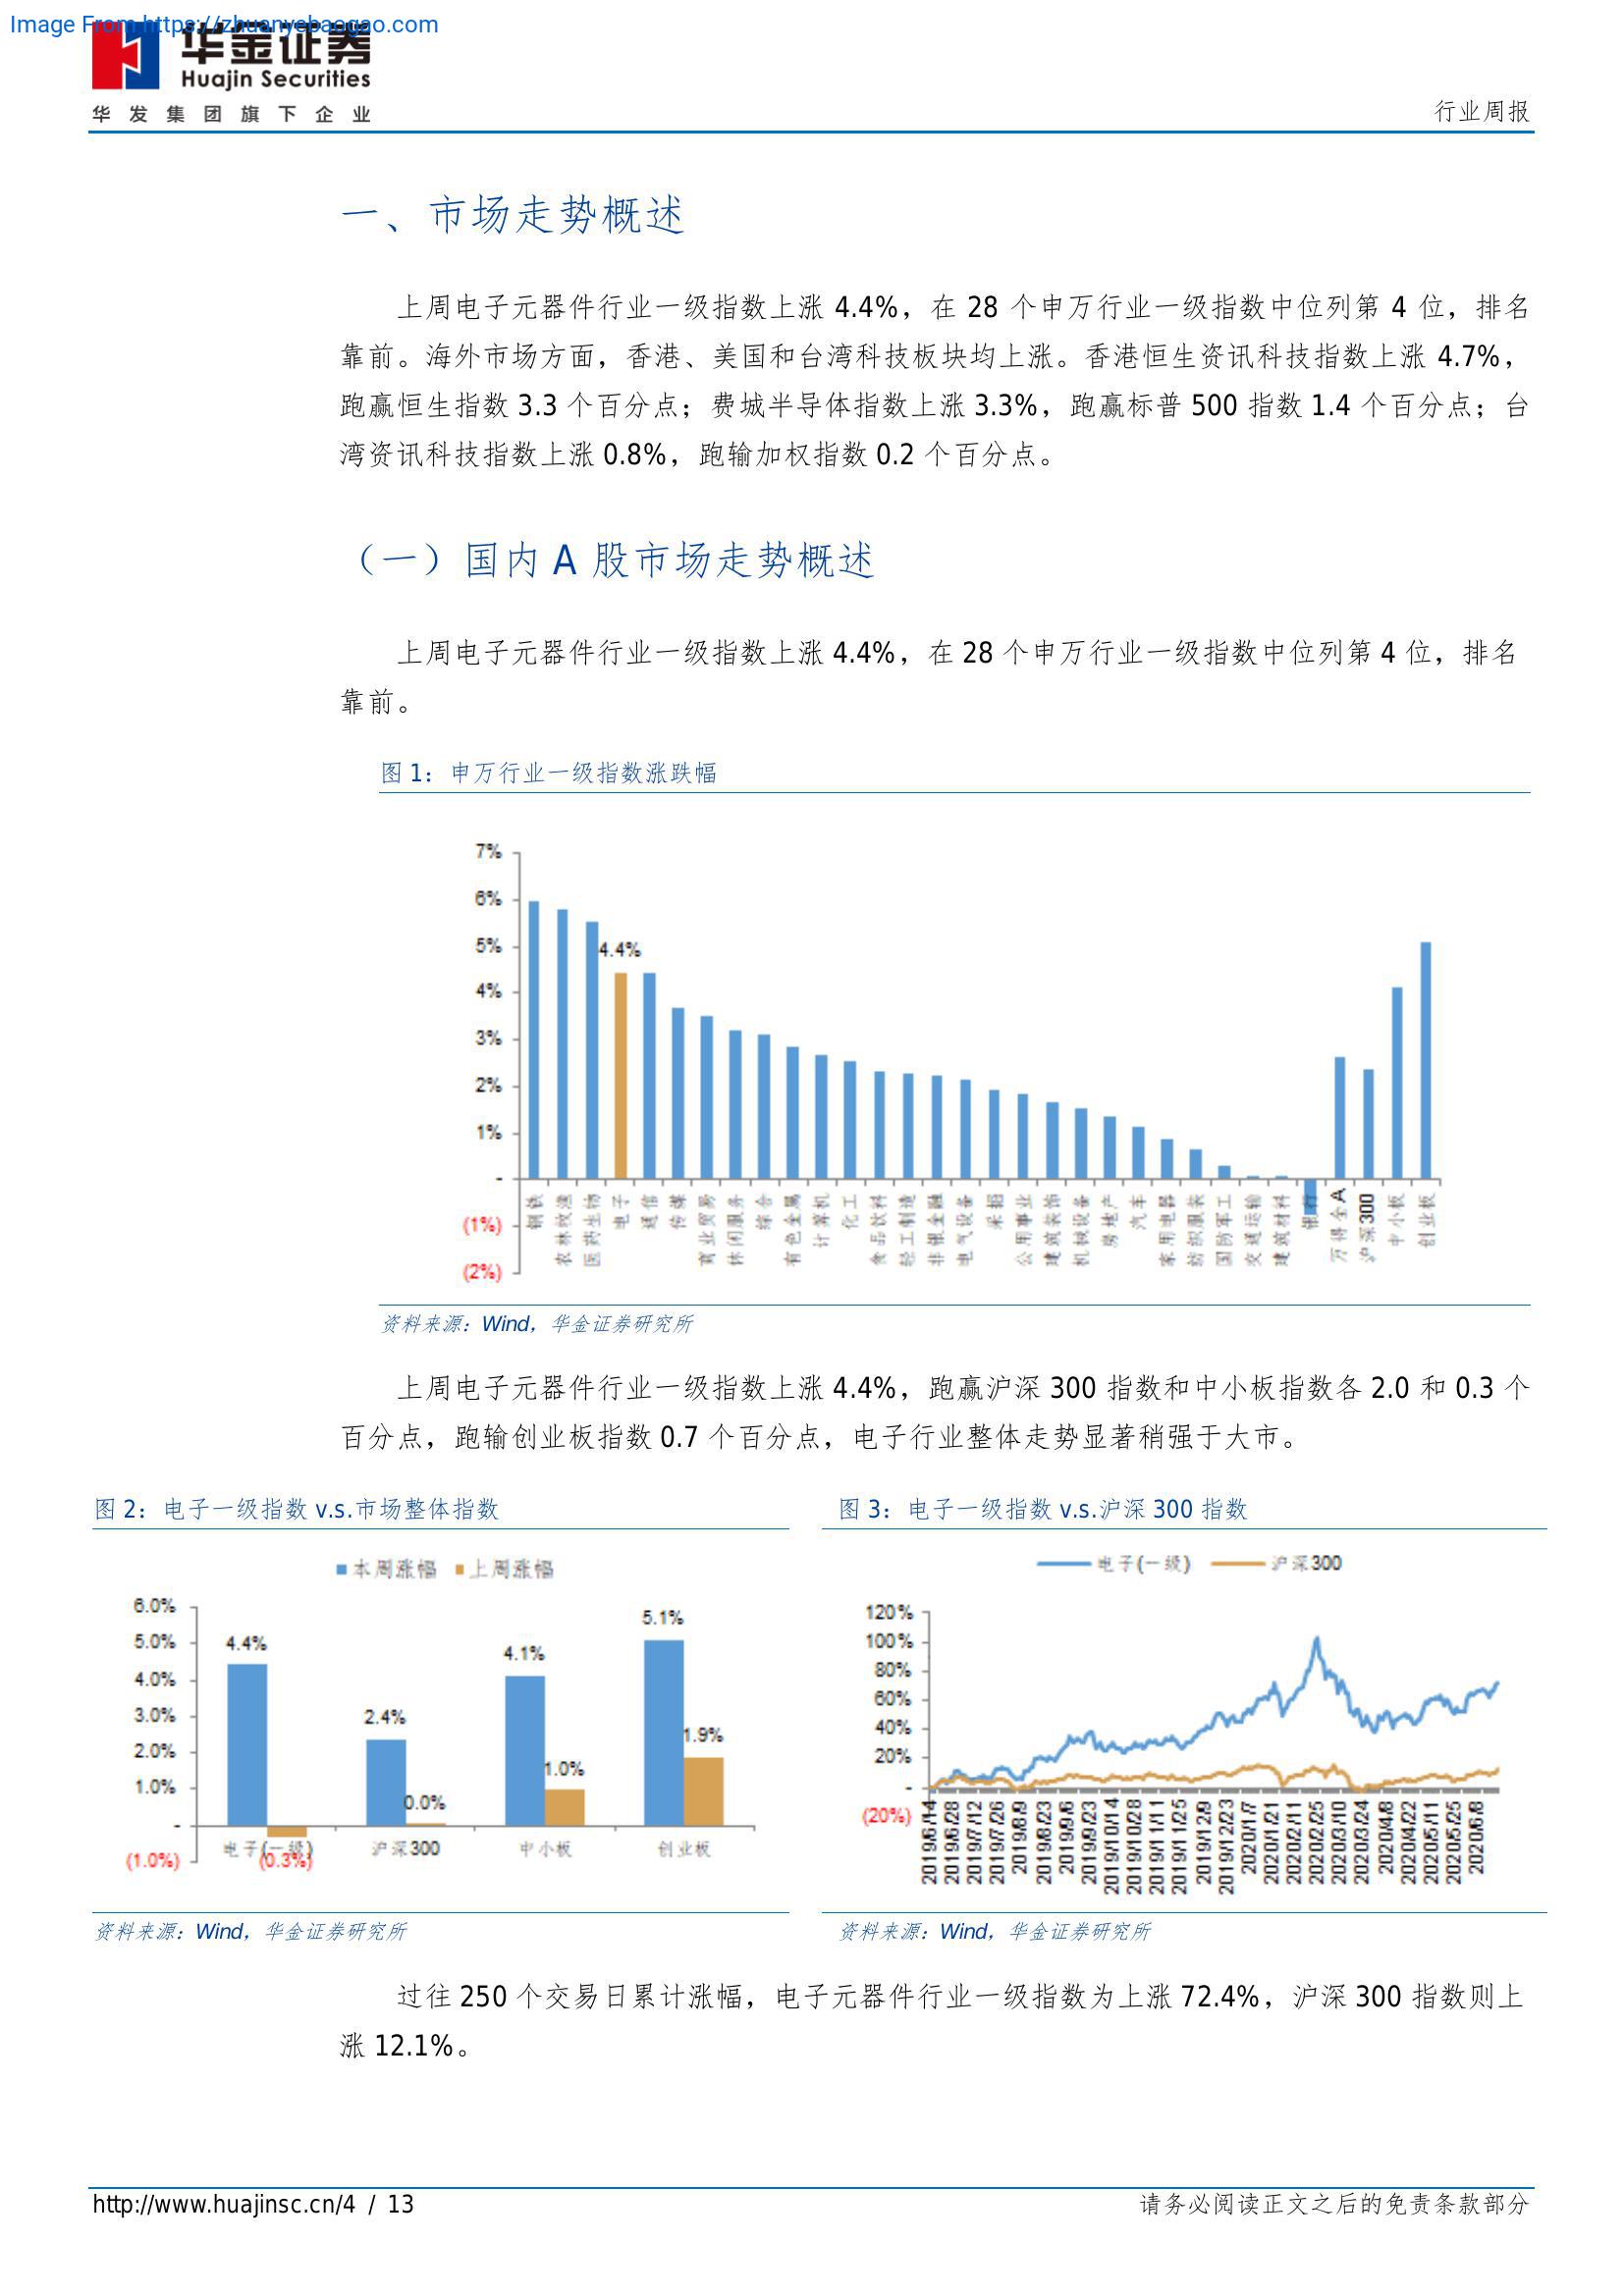 Image From https://zhuanyebaogao.com
华金证券
Huajin Securities
华发集团旗下企业
行业周报
一、市场走势概述
上周电子元器件行业一级指数上涨 4.4%，在 28 个申万行业一级指数中位列第 4 位，排名
靠前。海外市场方面，香港、美国和台湾科技板块均上涨。香港恒生资讯科技指数上涨 4.7%，
跑赢恒生指数 3.3 个百分点；费城半导体指数上涨 3.3%，跑赢标普 500 指数 1.4 个百分点；台
湾资讯科技指数上涨 0.8%，跑输加权指数 0.2 个百分点。
（一）国内 A 股市场走势概述
上周电子元器件行业一级指数上涨 4.4%，在 28 个申万行业一级指数中位列第 4 位，排名
靠前。
图 1：申万行业一级指数涨跌幅
7%
6%
5%
4.4%
4%
3%
2%
1%
-
(1%)
(2%)
钢铁
农林牧渔
医药生物
电子
通信
传媒
商业贸易
休闲服务
综合
有色金属
计算机
化工
食品饮料
轻工制造
非银金融
电气设备
采掘
公用事业
建筑装饰
机械设备
房地产
汽车
家用电器
纺织服装
国防军工
交通运输
建筑材料
银行
万得全A
沪深300
中小板
创业板
资料来源：Wind，华金证券研究所
上周电子元器件行业一级指数上涨 4.4%，跑赢沪深 300 指数和中小板指数各 2.0 和 0.3 个
百分点，跑输创业板指数 0.7 个百分点，电子行业整体走势显著稍强于大市。
图 2：电子一级指数 v.s.市场整体指数
本周涨幅 上周涨幅
6.0%
5.0%
4.0%
3.0%
2.0%
1.0%
-
(1.0%)
4.4%
(0.3%)
2.4%
0.0%
4.1%
1.0%
5.1%
1.9%
电子(一级)
沪深300
中小板
创业板
资料来源：Wind，华金证券研究所
图 3：电子一级指数 v.s.沪深 300 指数
电子(一级) 沪深300
120%
100%
80%
60%
40%
20%
-
(20%)
2019/6/14
2019/6/28
2019/7/12
2019/7/26
2019/8/9
2019/8/23
2019/9/6
2019/9/23
2019/10/14
2019/10/28
2019/11/11
2019/11/25
2019/12/9
2019/12/23
2020/1/7
2020/1/21
2020/2/11
2020/2/25
2020/3/10
2020/3/24
2020/4/8
2020/4/22
2020/5/11
2020/5/25
2020/6/8
资料来源：Wind，华金证券研究所
过往 250 个交易日累计涨幅，电子元器件行业一级指数为上涨 72.4%，沪深 300 指数则上
涨 12.1%。
http://www.huajinsc.cn/4 / 13
请务必阅读正文之后的免责条款部分